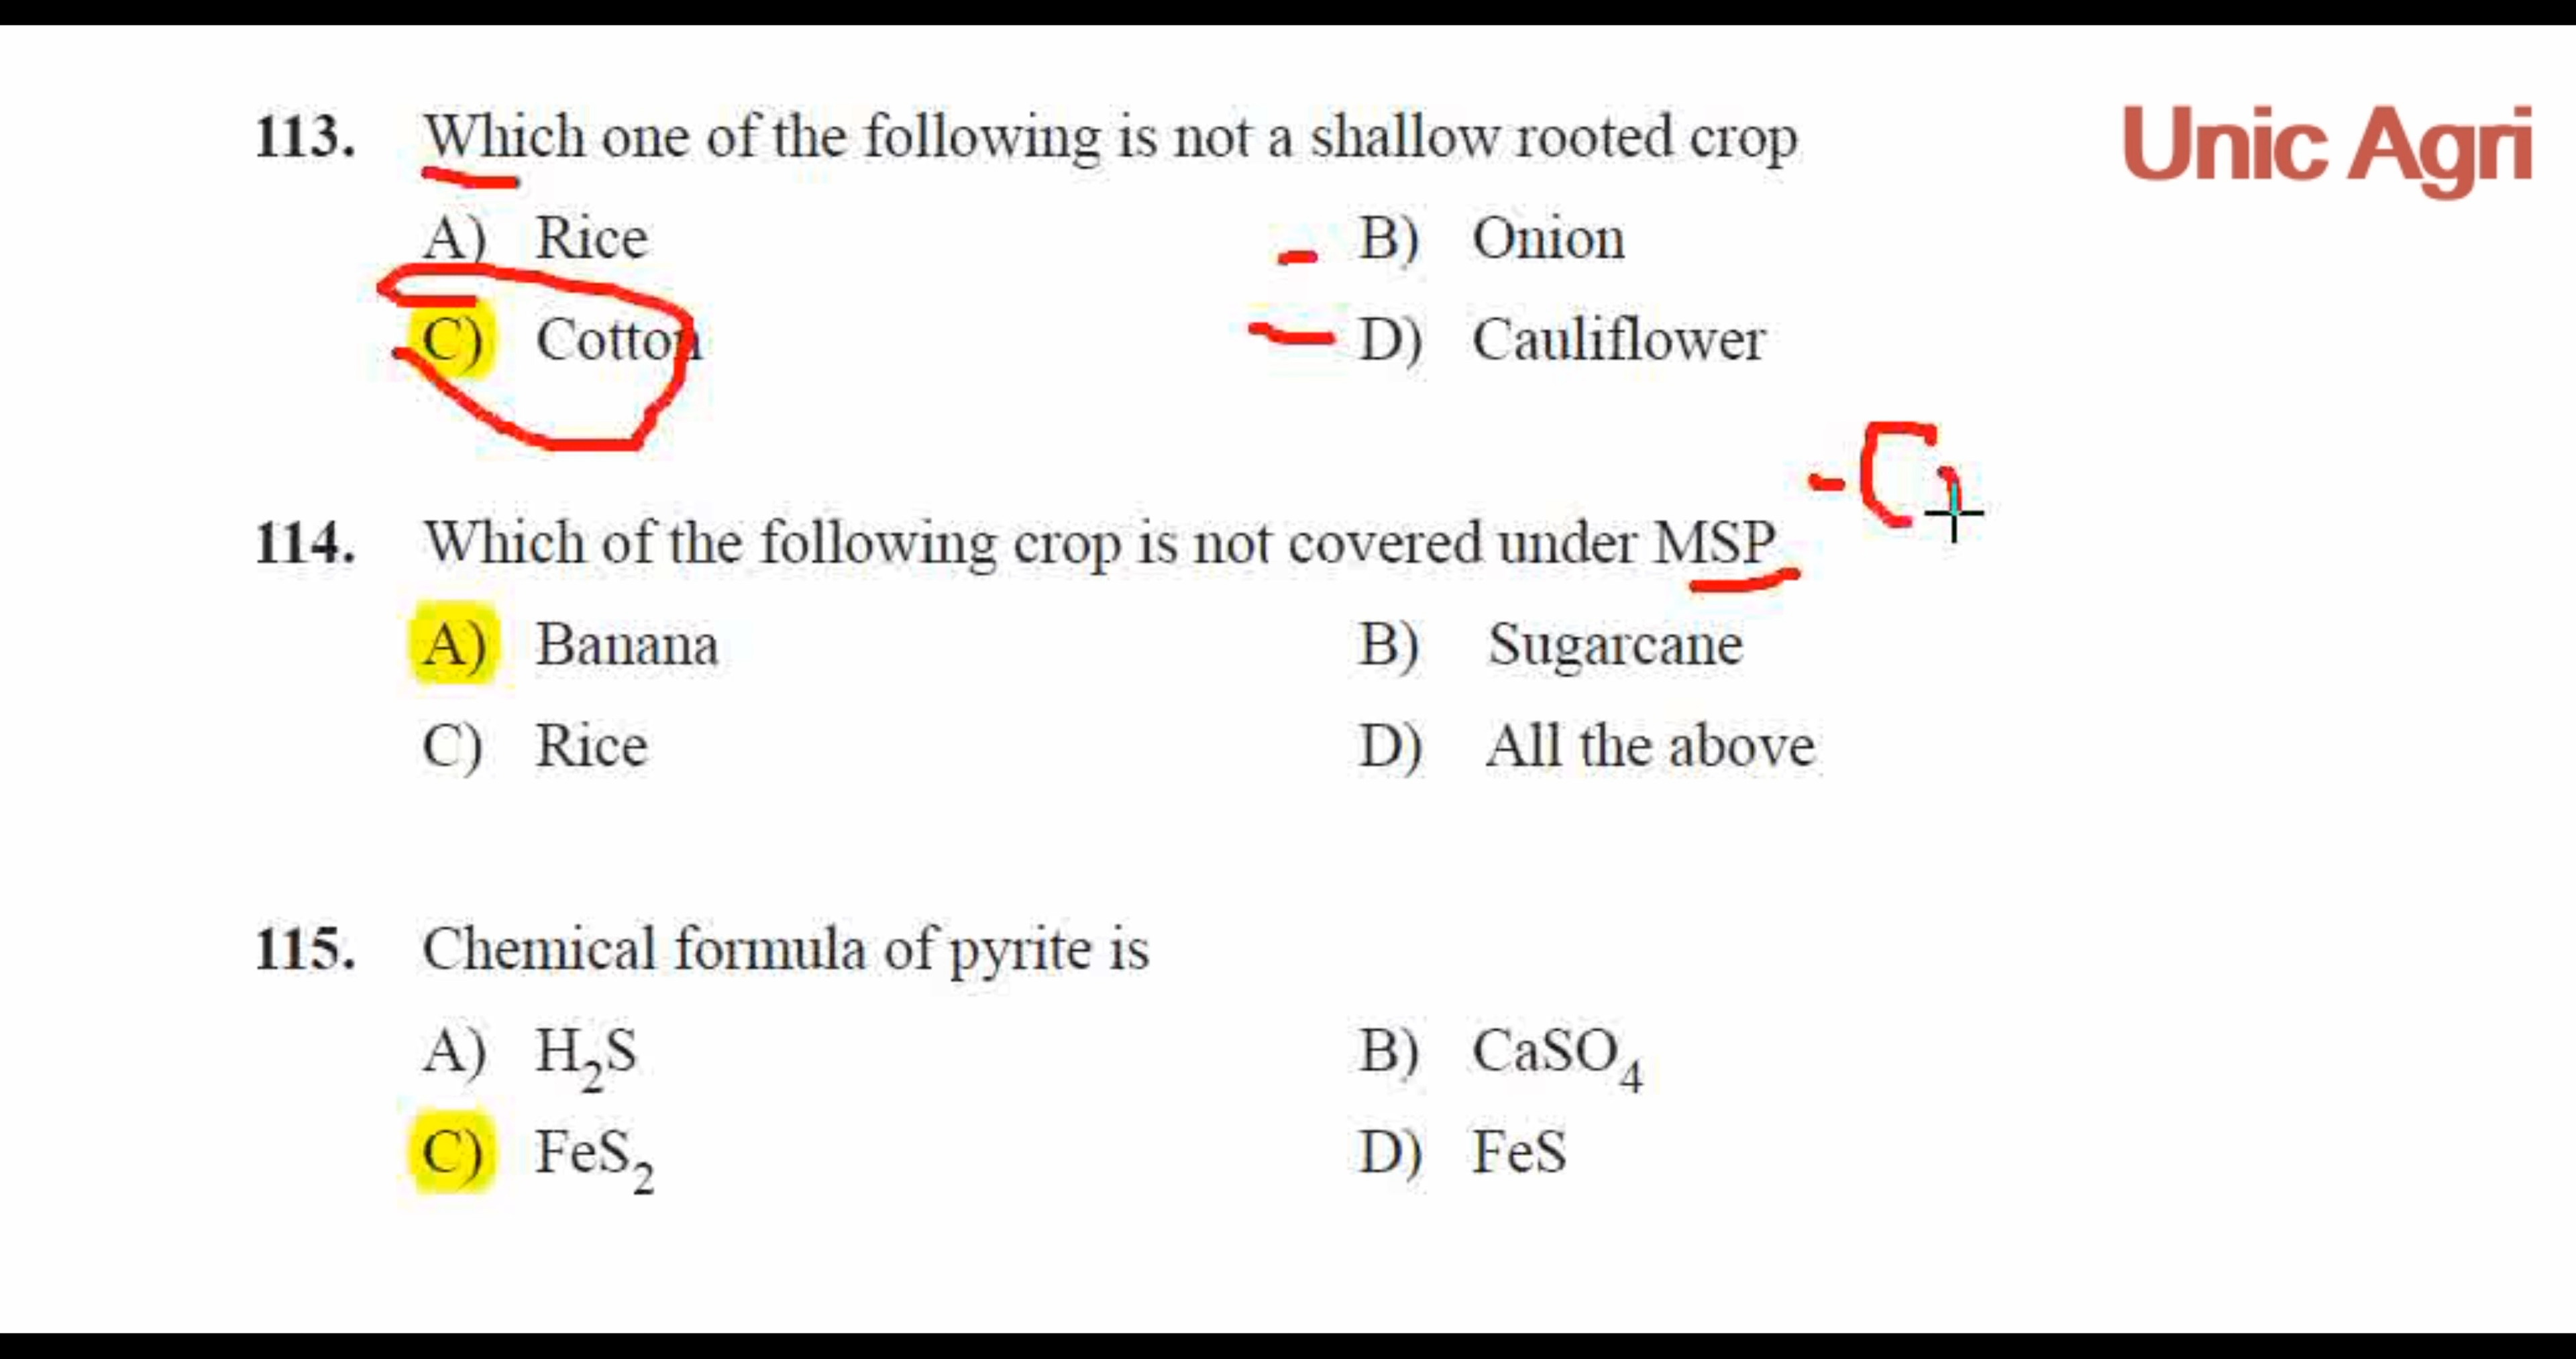 Unic Agri
113. Which one of the following is not a shallow rooted crop
A) Rice B) Onion
C) Cotton D) Cauliflower
114. Which of the following crop is not covered under MSP
A) Banana B) Sugarcane
C) Rice D) All the above
115. Chemical formula of pyrite is
A) H₂S B) CaSO₄
C) FeS₂ D) FeS